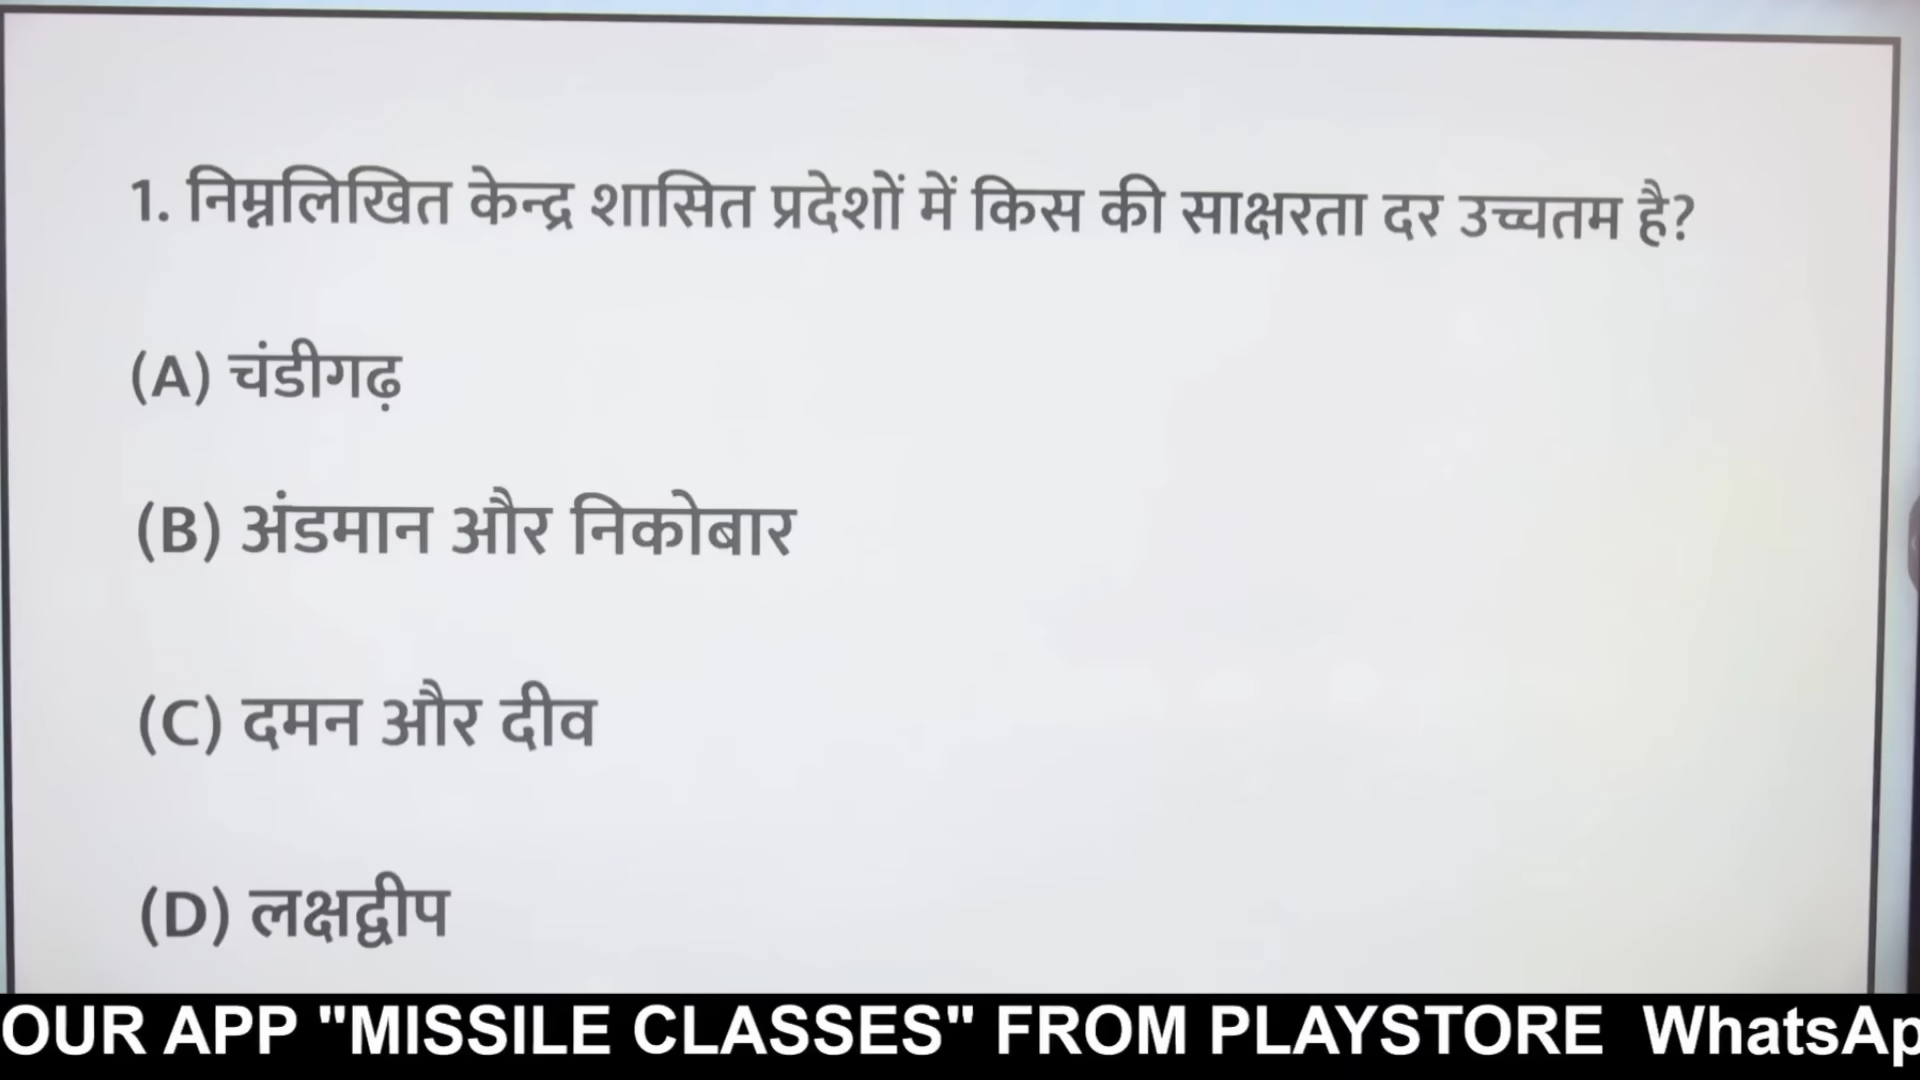 1. निम्नलिखित केन्द्र शासित प्रदेशों में किस की साक्षरता दर उच्चतम है?
(A) चंडीगढ़
(B) अंडमान और निकोबार
(C) दमन और दीव
(D) लक्षद्वीप
OUR APP "MISSILE CLASSES" FROM PLAYSTORE WhatsAp